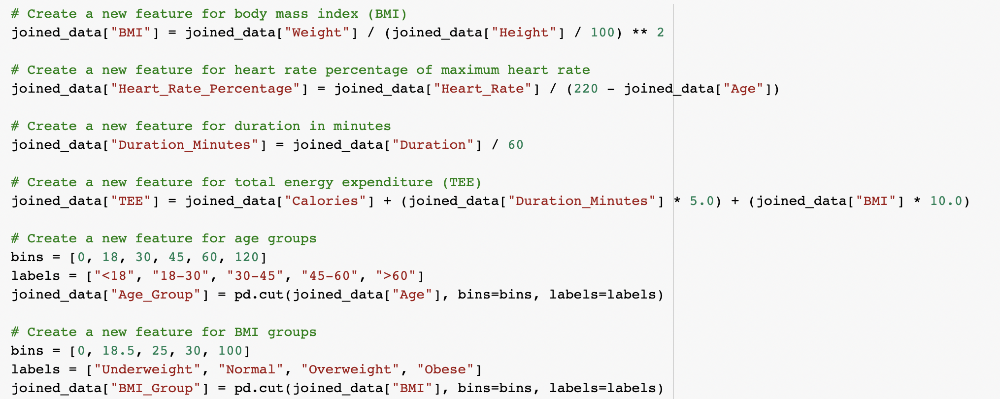 # Create a new feature for body mass index (BMI)
joined_data["BMI"] = joined_data["Weight"] / (joined_data["Height"] / 100) ** 2
# Create a new feature for heart rate percentage of maximum heart rate
joined_data["Heart_Rate_Percentage"] = joined_data["Heart_Rate"] / (220 - joined_data["Age"])
# Create a new feature for duration in minutes
joined_data["Duration_Minutes"] = joined_data["Duration"] / 60
# Create a new feature for total energy expenditure (TEE)
joined_data["TEE"] = joined_data["Calories"] + (joined_data["Duration_Minutes"] * 5.0) + (joined_data["BMI"] * 10.0)
# Create a new feature for age groups
bins = [0, 18, 30, 45, 60, 120]
labels = ["<18", "18-30", "30-45", "45-60", ">60"]
joined_data["Age_Group"] = pd.cut(joined_data["Age"], bins=bins, labels=labels)
# Create a new feature for BMI groups
bins = [0, 18.5, 25, 30, 100]
labels = ["Underweight", "Normal", "Overweight", "Obese"]
joined_data["BMI_Group"] = pd.cut(joined_data["BMI"], bins=bins, labels=labels)